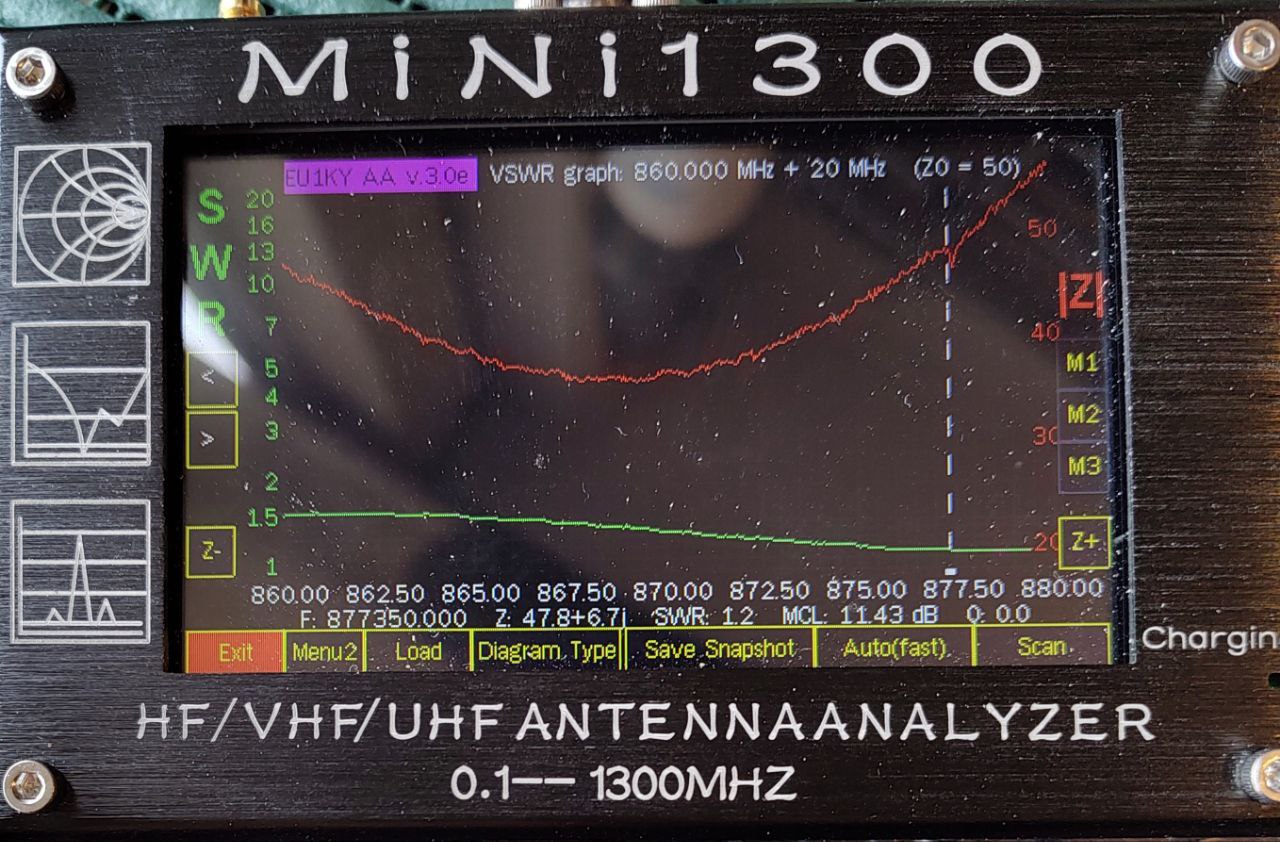 MiNi1300
EU1KY AA v.3.0e VSWR graph: 860.000 MHz + 20 MHz (Z0 = 50)
S
W
R
20
16
13
10
7
5
4
3
2
1.5
1
50
40
30
20
|Z|
<
>
Z-
M1
M2
M3
Z+
860.00 862.50 865.00 867.50 870.00 872.50 875.00 877.50 880.00
F: 877350.000 Z: 47.8+6.7j SWR: 1.2 MCL: 11.43 dB Q: 0.0
Exit Menu2 Load Diagram Type Save Snapshot Auto(fast) Scan
Chargin
HF/VHF/UHF ANTENNAANALYZER
0.1—— 1300MHZ